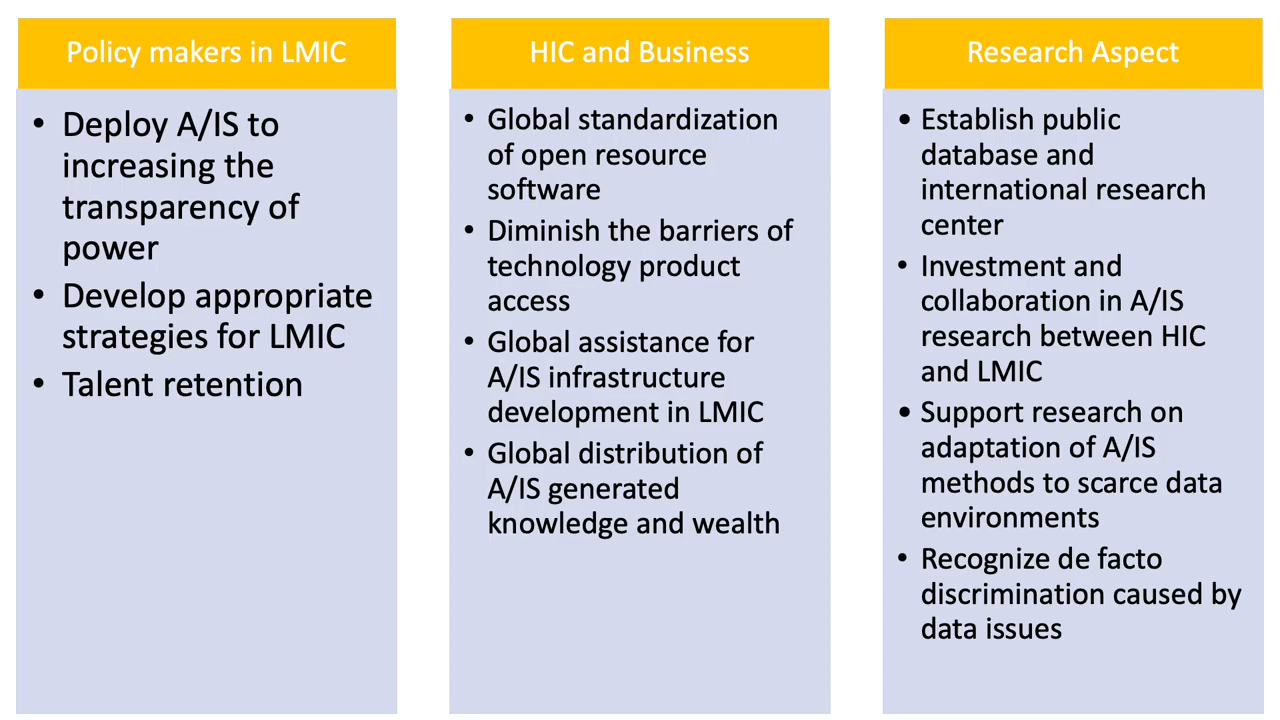 Policy makers in LMIC
• Deploy A/IS to
increasing the
transparency of
power
• Develop appropriate
strategies for LMIC
• Talent retention
HIC and Business
• Global standardization
of open resource
software
• Diminish the barriers of
technology product
access
• Global assistance for
A/IS infrastructure
development in LMIC
• Global distribution of
A/IS generated
knowledge and wealth
Research Aspect
• Establish public
database and
international research
center
• Investment and
collaboration in A/IS
research between HIC
and LMIC
• Support research on
adaptation of A/IS
methods to scarce data
environments
• Recognize de facto
discrimination caused by
data issues